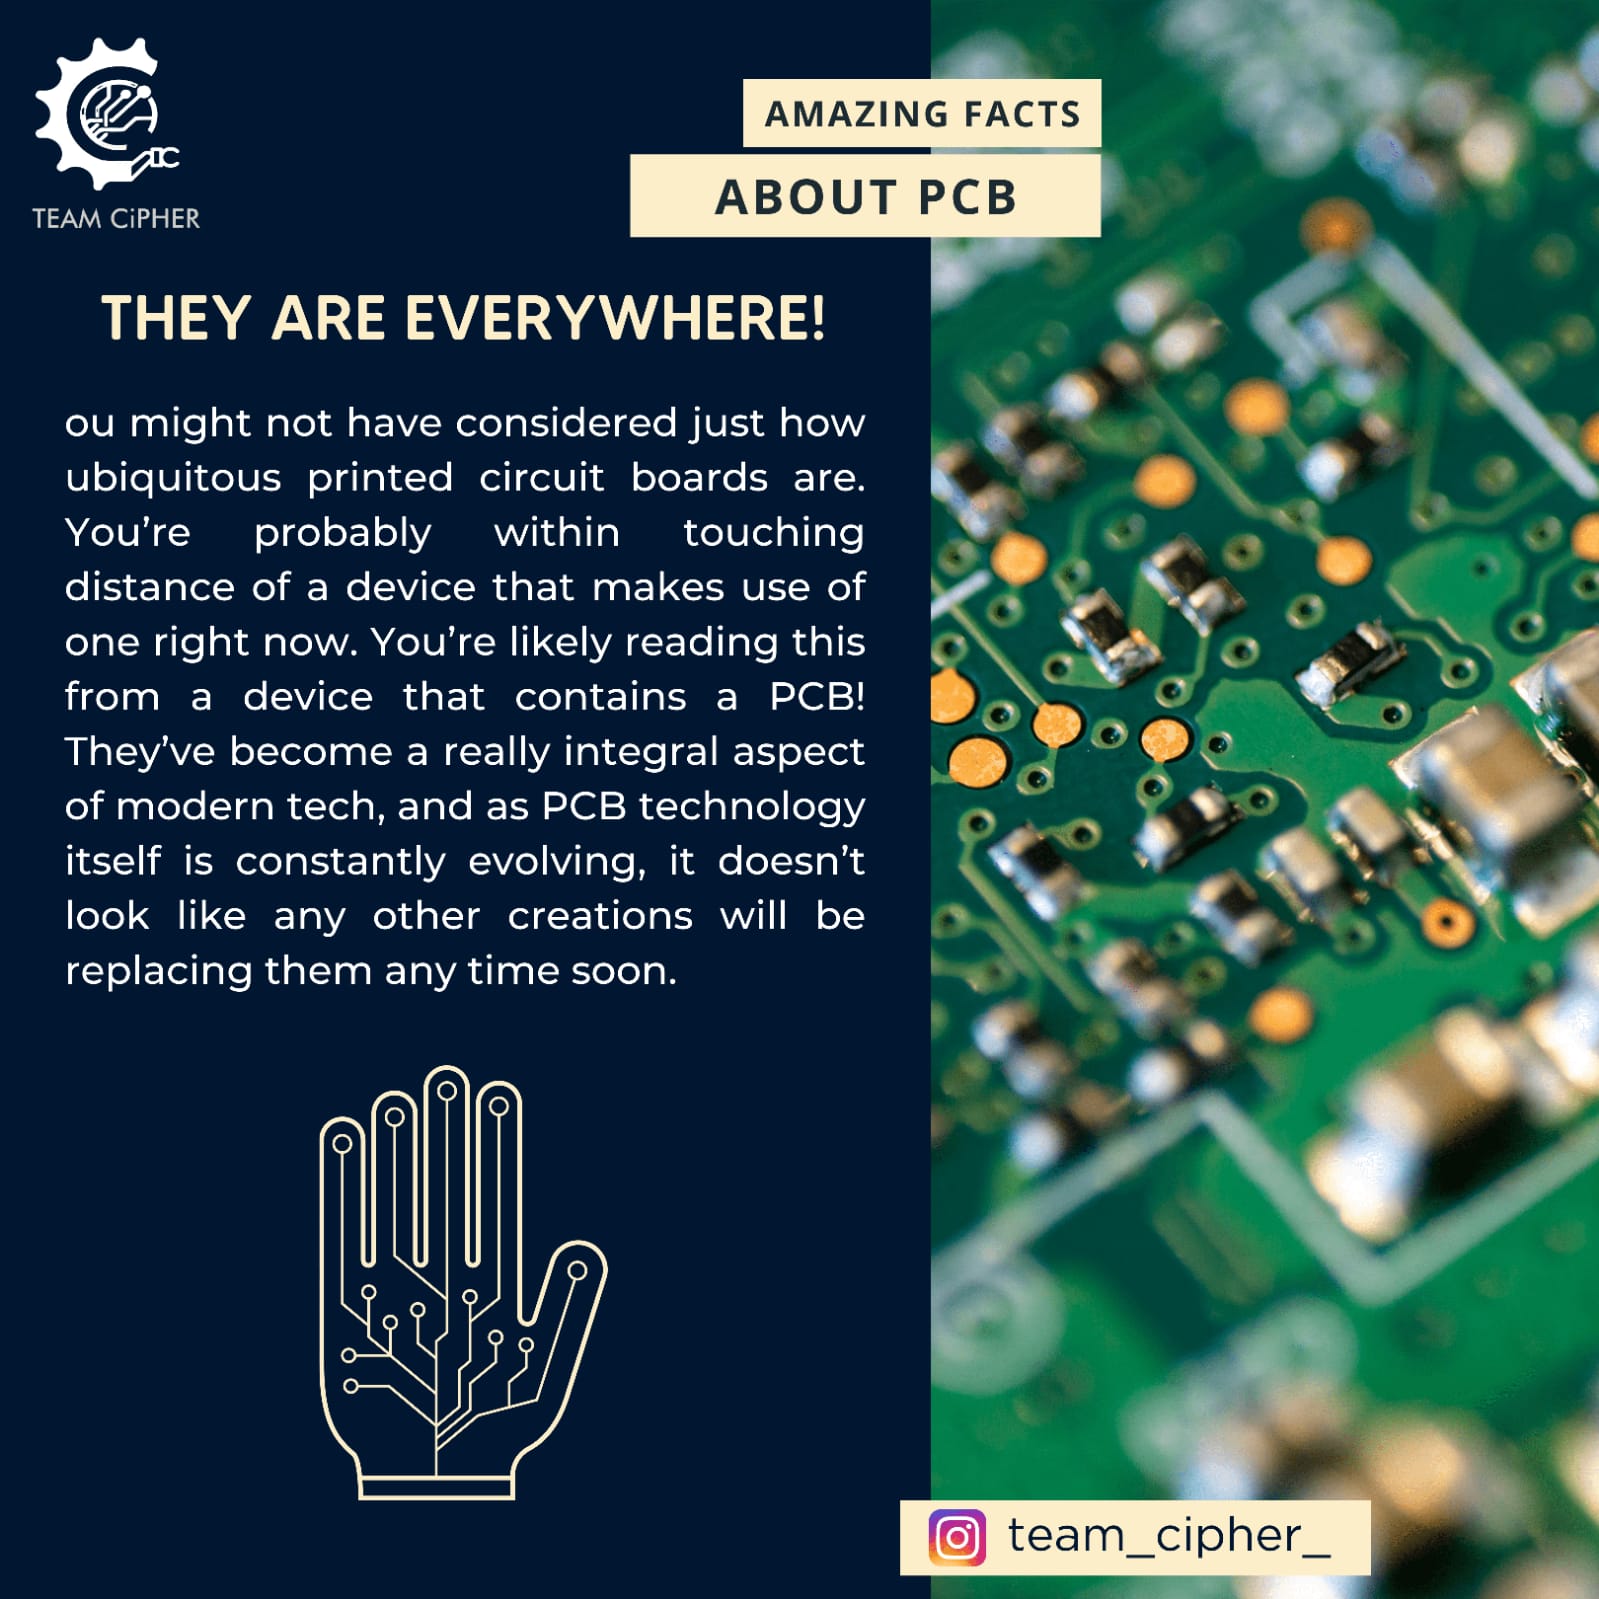 TEAM CiPHER
AMAZING FACTS
ABOUT PCB
THEY ARE EVERYWHERE!
ou might not have considered just how
ubiquitous printed circuit boards are.
You’re probably within touching
distance of a device that makes use of
one right now. You’re likely reading this
from a device that contains a PCB!
They’ve become a really integral aspect
of modern tech, and as PCB technology
itself is constantly evolving, it doesn’t
look like any other creations will be
replacing them any time soon.
team_cipher_